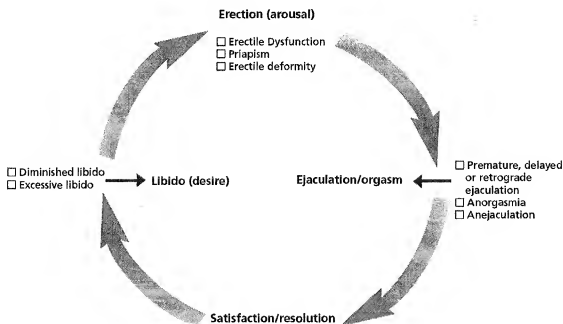 Erection (arousal)
☐ Erectile Dysfunction
☐ Priapism
☐ Erectile deformity
☐ Diminished libido
☐ Excessive libido
Libido (desire)
Ejaculation/orgasm
☐ Premature, delayed
or retrograde
ejaculation
☐ Anorgasmia
☐ Anejaculation
Satisfaction/resolution